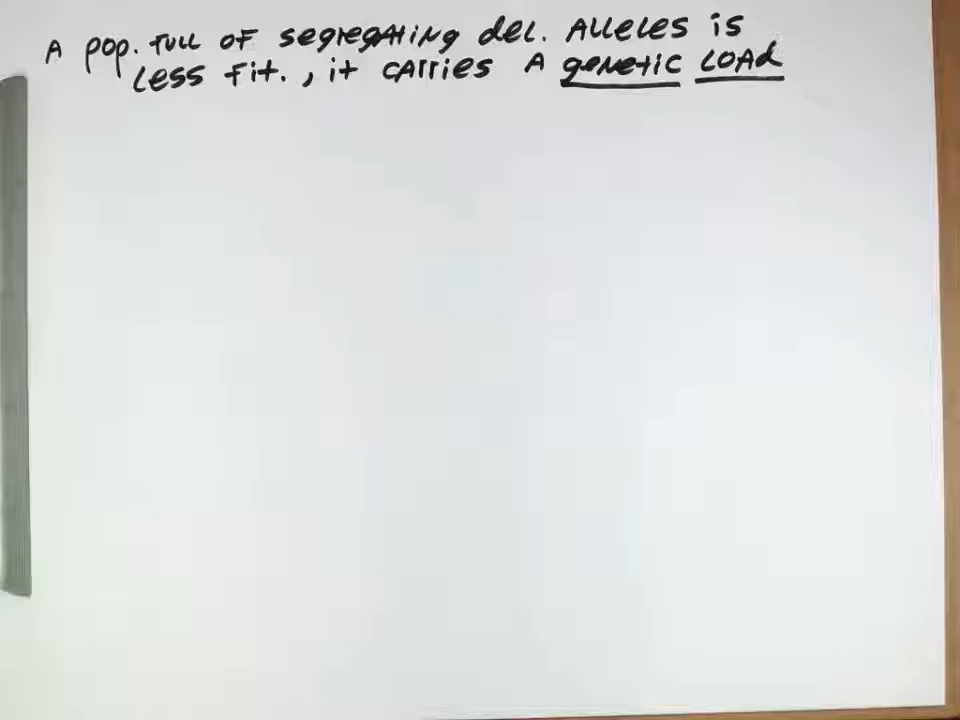 A pop. full of segregating del. alleles is
less fit., it carries a genetic load